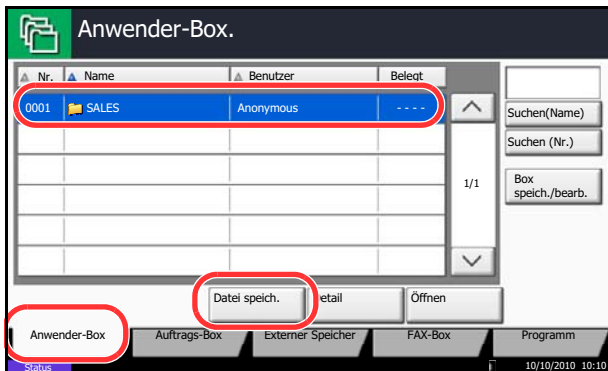 Anwender-Box.
Nr. Name Benutzer Belegt
0001 SALES Anonymous - - - -
Suchen(Name)
Suchen (Nr.)
1/1
Box
speich./bearb.
Datei speich. etail Öffnen
Anwender-Box Auftrags-Box Externer Speicher FAX-Box Programm
Status 10/10/2010 10:10